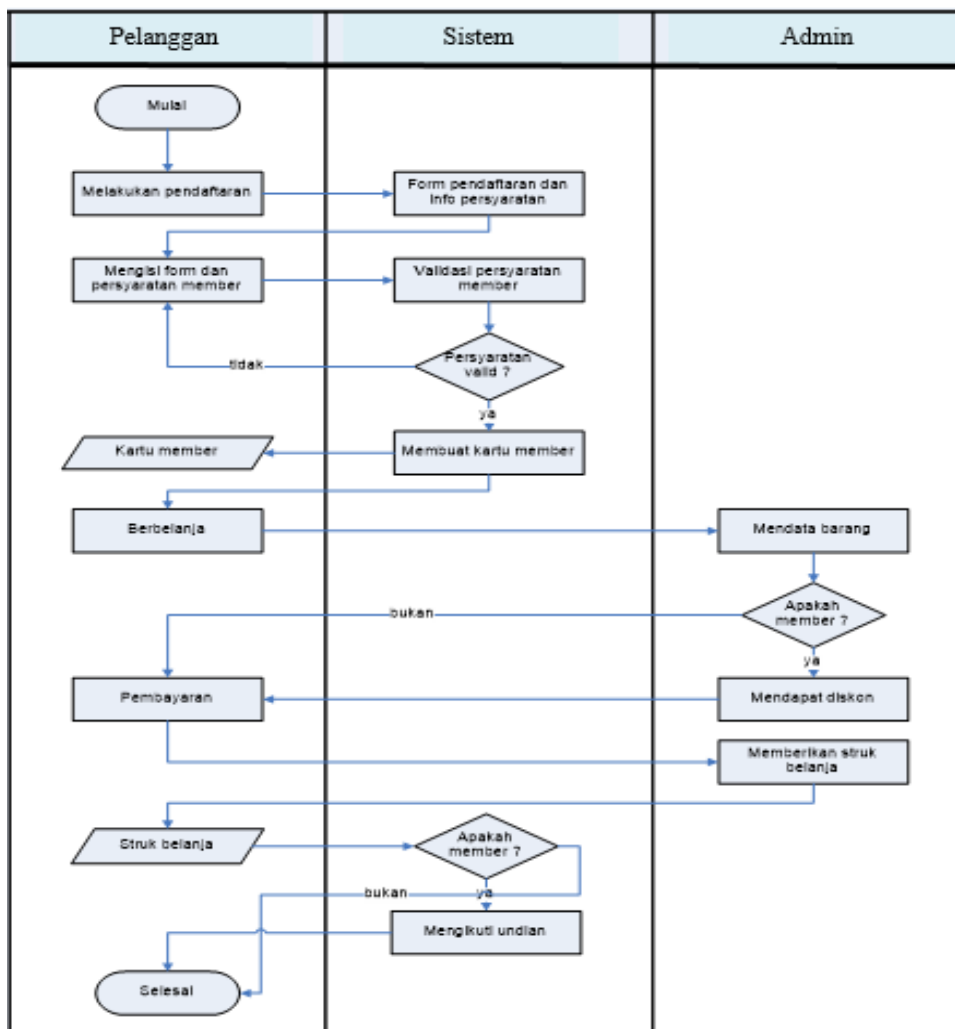 Pelanggan
Sistem
Admin
Mulai
Melakukan pendaftaran
Form pendaftaran dan
info persyaratan
Mengisi form dan
persyaratan member
Validasi persyaratan
member
Persyaratan
valid ?
tidak
ya
Kartu member
Membuat kartu member
Berbelanja
Mendata barang
Apakah
member ?
bukan
ya
Pembayaran
Mendapat diskon
Memberikan struk
belanja
Struk belanja
Apakah
member ?
bukan
ya
Mengikuti undian
Selesai